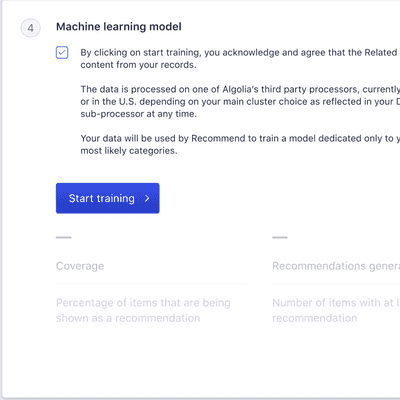 4
Machine learning model
By clicking on start training, you acknowledge and agree that the Related
content from your records.
The data is processed on one of Algolia's third party processors, currently
or in the U.S. depending on your main cluster choice as reflected in your
sub-processor at any time.
Your data will be used by Recommend to train a model dedicated only to
most likely categories.
Start training
Coverage
Recommendations
Percentage of items that are being
shown as a recommendation
Number of items with at
recommendation